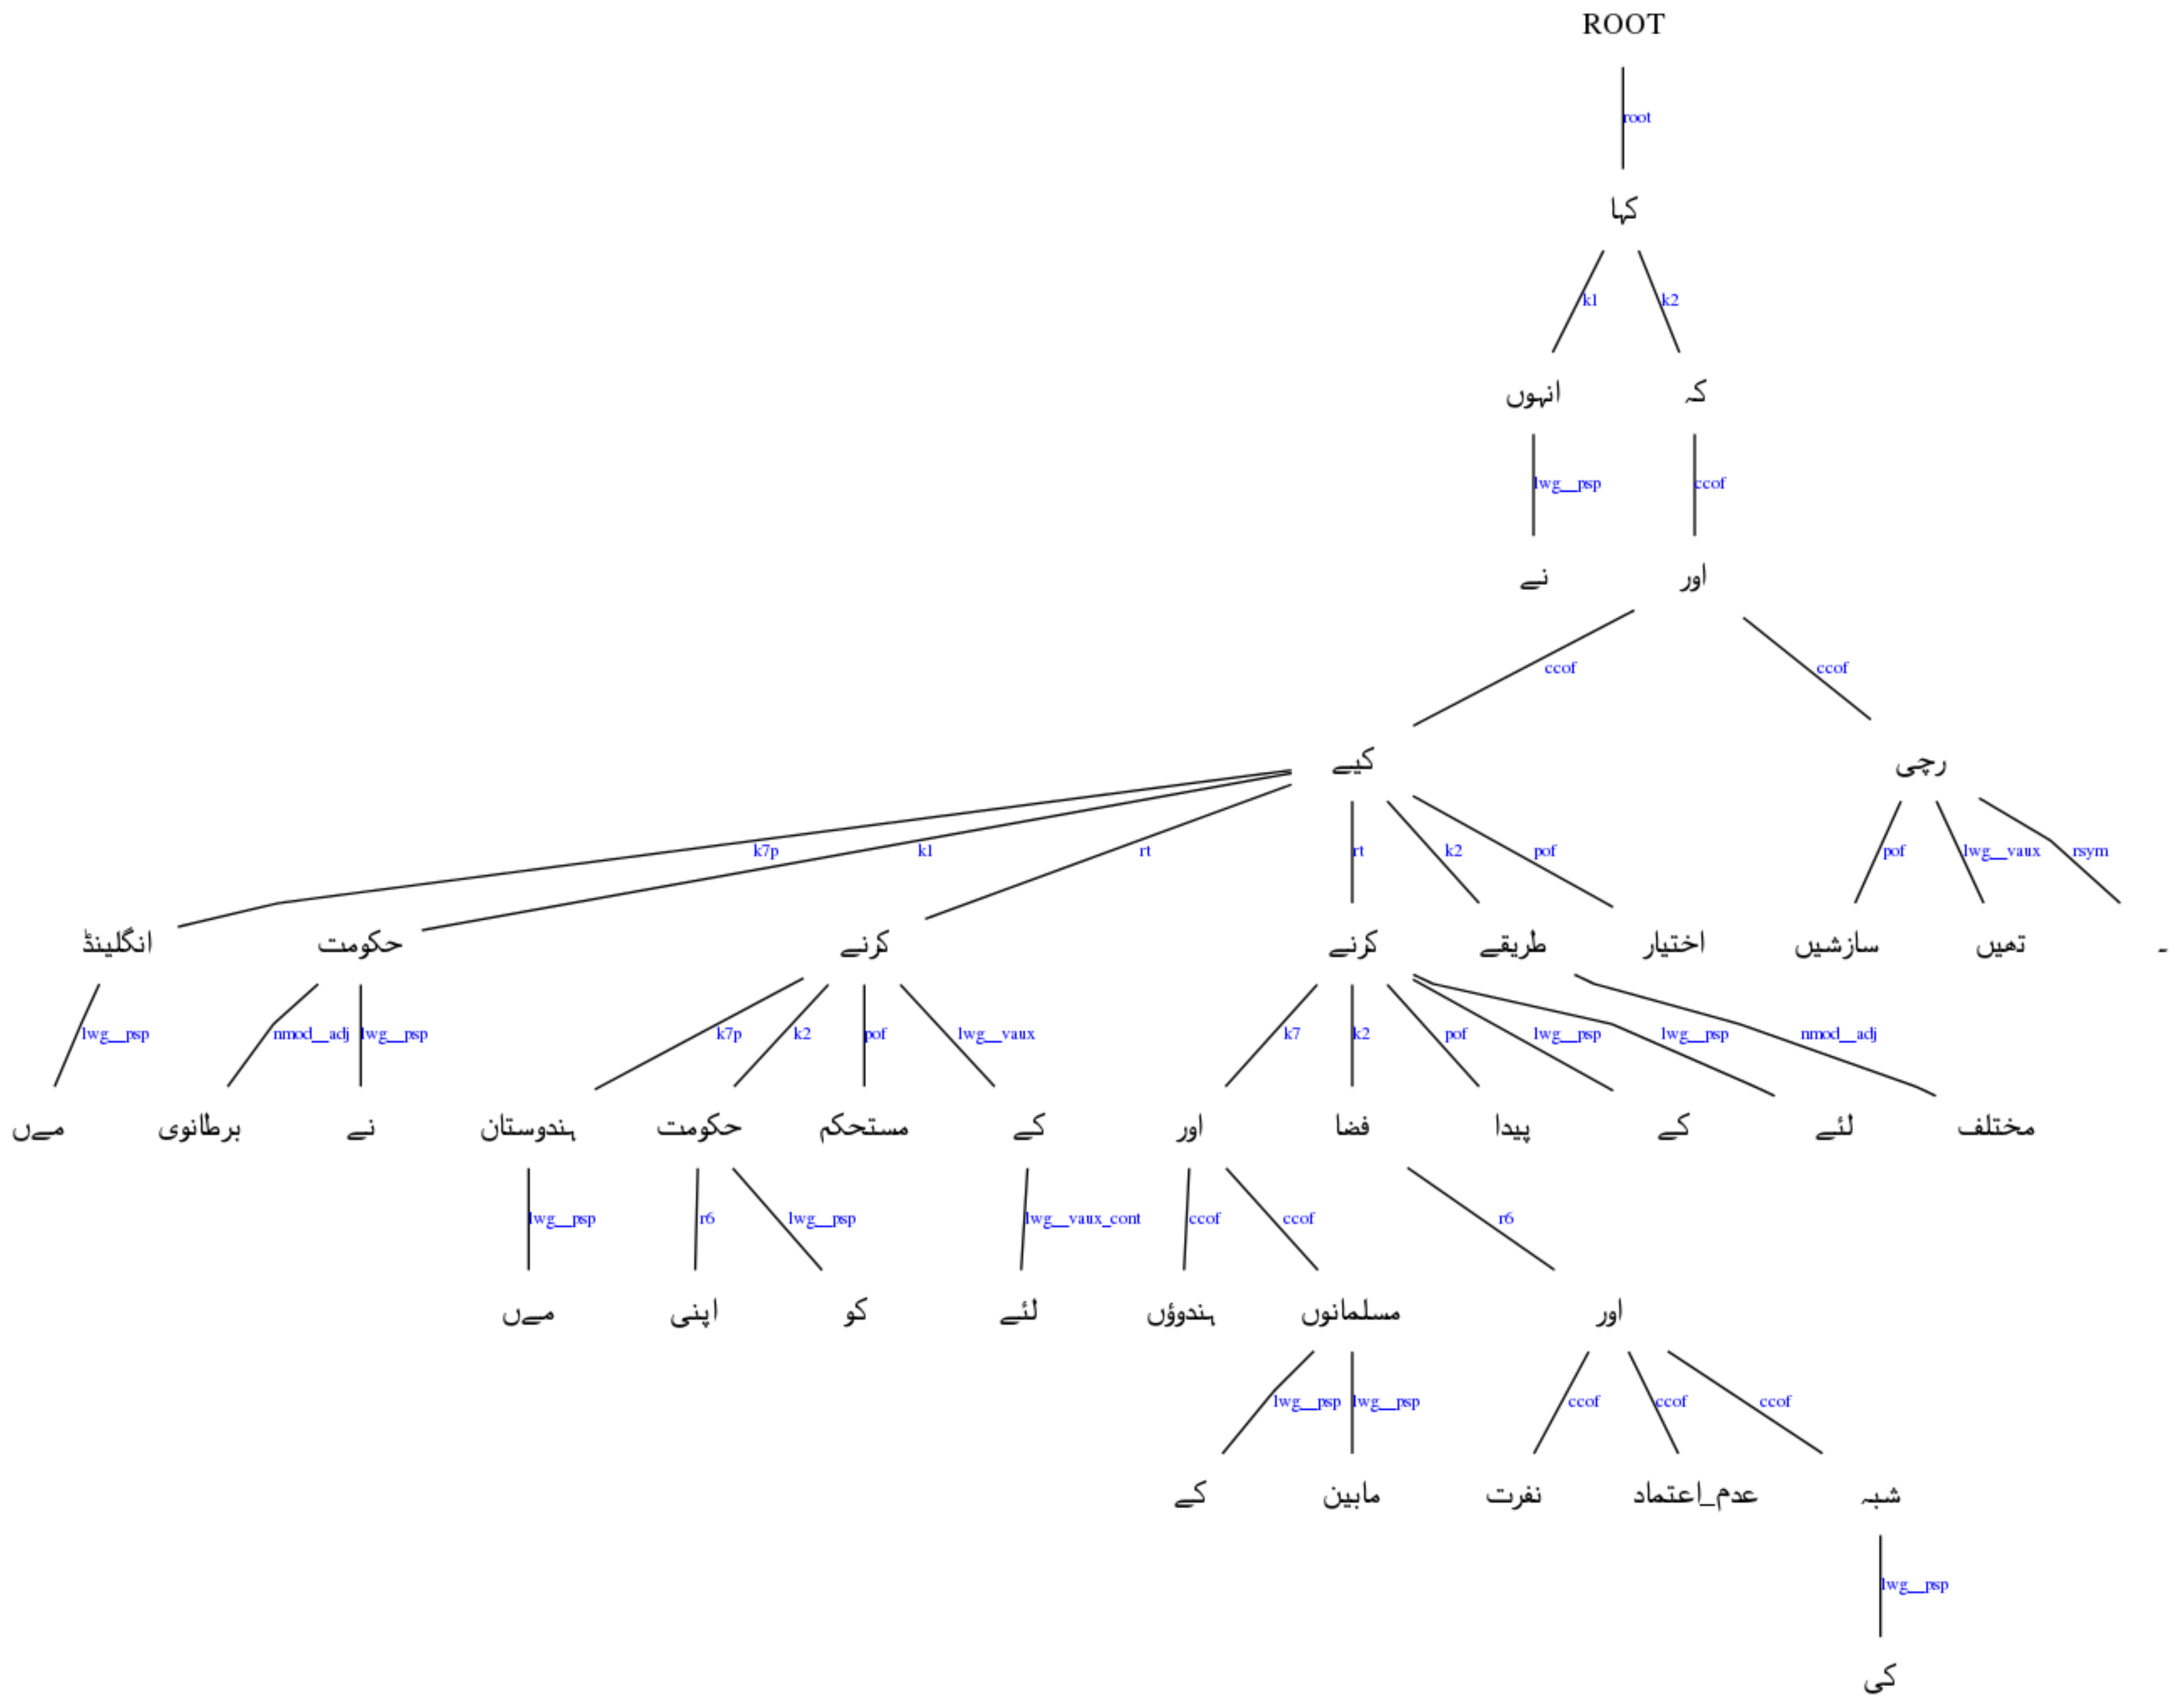 ROOT
root
کہا
k1 k2
انہوں کہ
lwg__psp ccof
نے اور
ccof ccof
کیے رچی
k7p k1 rt rt k2 pof pof lwg__vaux rsym
انگلینڈ حکومت کرنے کرنے طریقے اختیار سازشیں تھیں ۔
lwg__psp nmod__adj lwg__psp k7p k2 pof lwg__vaux k7 k2 pof lwg__psp lwg__psp nmod__adj
مےں برطانوی نے ہندوستان حکومت مستحکم کے اور فضا پیدا کے لئے مختلف
lwg__psp r6 lwg__psp lwg__vaux_cont ccof ccof r6
مےں اپنی کو لئے ہندوؤں مسلمانوں اور
lwg__psp lwg__psp ccof ccof ccof
کے مابین نفرت عدم_اعتماد شبہ
lwg__psp
کی